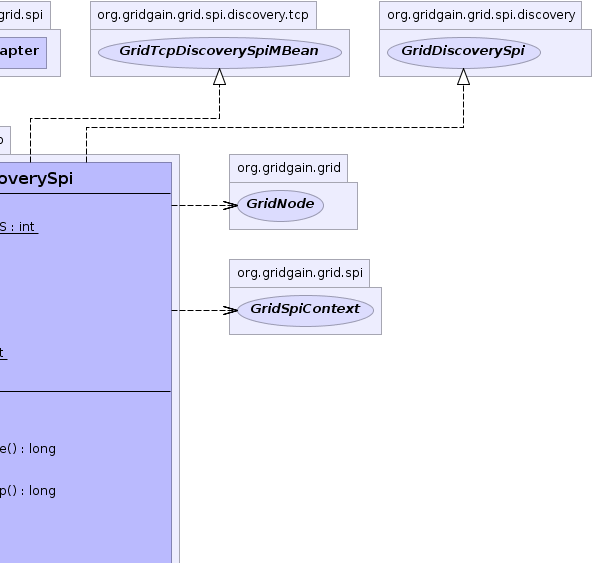 grid.spi
org.gridgain.grid.spi.discovery.tcp
org.gridgain.grid.spi.discovery
apter
GridTcpDiscoverySpiMBean
GridDiscoverySpi
org.gridgain.grid
overySpi
GridNode
S : int
org.gridgain.grid.spi
GridSpiContext
t
e() : long
p() : long